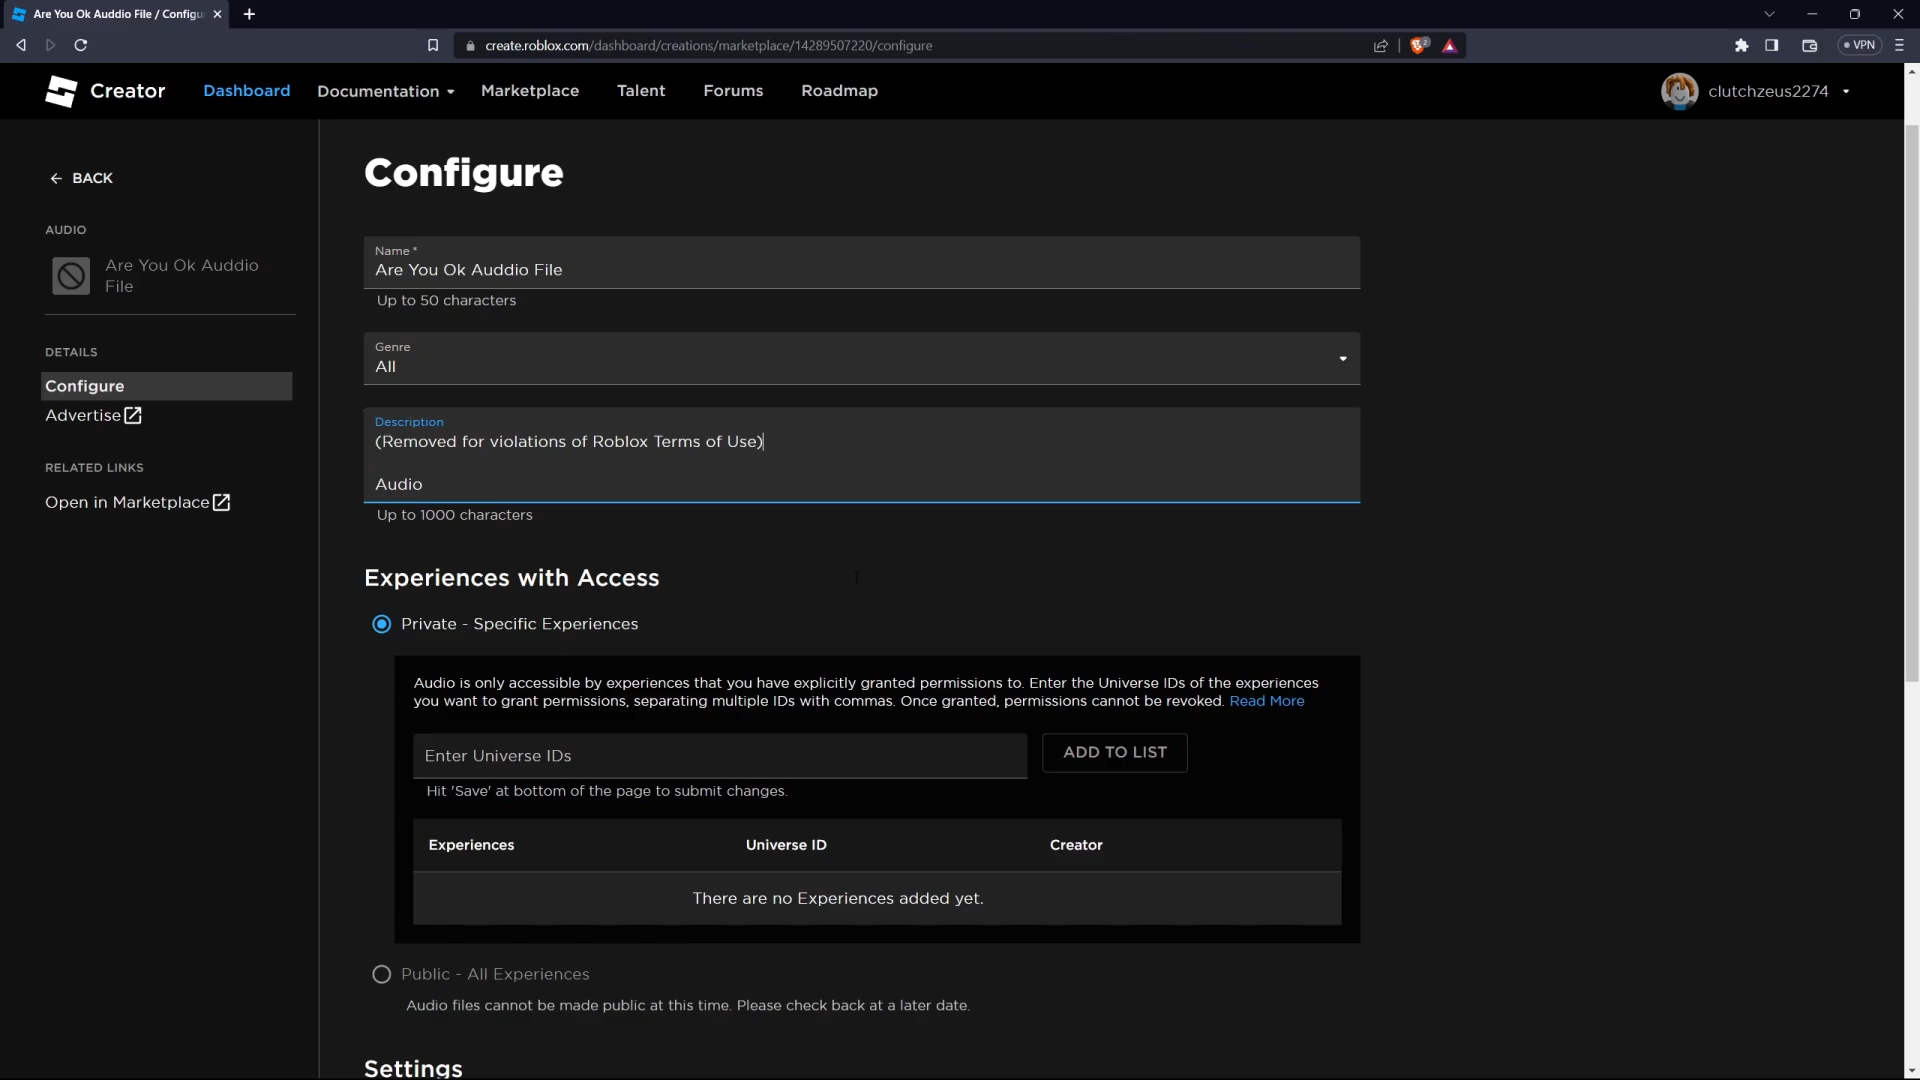 Are You Ok Auddio File / Configu
create.roblox.com/dashboard/creations/marketplace/14289507220/configure
2
VPN
Creator
Dashboard
Documentation
Marketplace
Talent
Forums
Roadmap
clutchzeus2274
BACK
AUDIO
Are You Ok Auddio
File
DETAILS
Configure
Advertise
RELATED LINKS
Open in Marketplace
Configure
Name *
Are You Ok Auddio File
Up to 50 characters
Genre
All
Description
(Removed for violations of Roblox Terms of Use)
Audio
Up to 1000 characters
Experiences with Access
Private - Specific Experiences
Audio is only accessible by experiences that you have explicitly granted permissions to. Enter the Universe IDs of the experiences
you want to grant permissions, separating multiple IDs with commas. Once granted, permissions cannot be revoked. Read More
Enter Universe IDs
ADD TO LIST
Hit 'Save' at bottom of the page to submit changes.
Experiences Universe ID Creator
There are no Experiences added yet.
Public - All Experiences
Audio files cannot be made public at this time. Please check back at a later date.
Settings